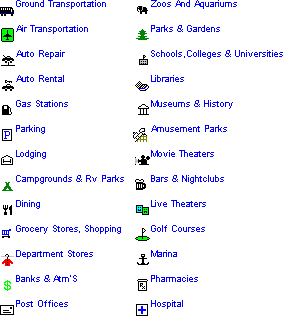 Ground Transportation
Air Transportation
Auto Repair
Auto Rental
Gas Stations
Parking
Lodging
Campgrounds & Rv Parks
Dining
Grocery Stores, Shopping
Department Stores
Banks & Atm'S
Post Offices
Zoos And Aquariums
Parks & Gardens
Schools,Colleges & Universities
Libraries
Museums & History
Amusement Parks
Movie Theaters
Bars & Nightclubs
Live Theaters
Golf Courses
Marina
Pharmacies
Hospital